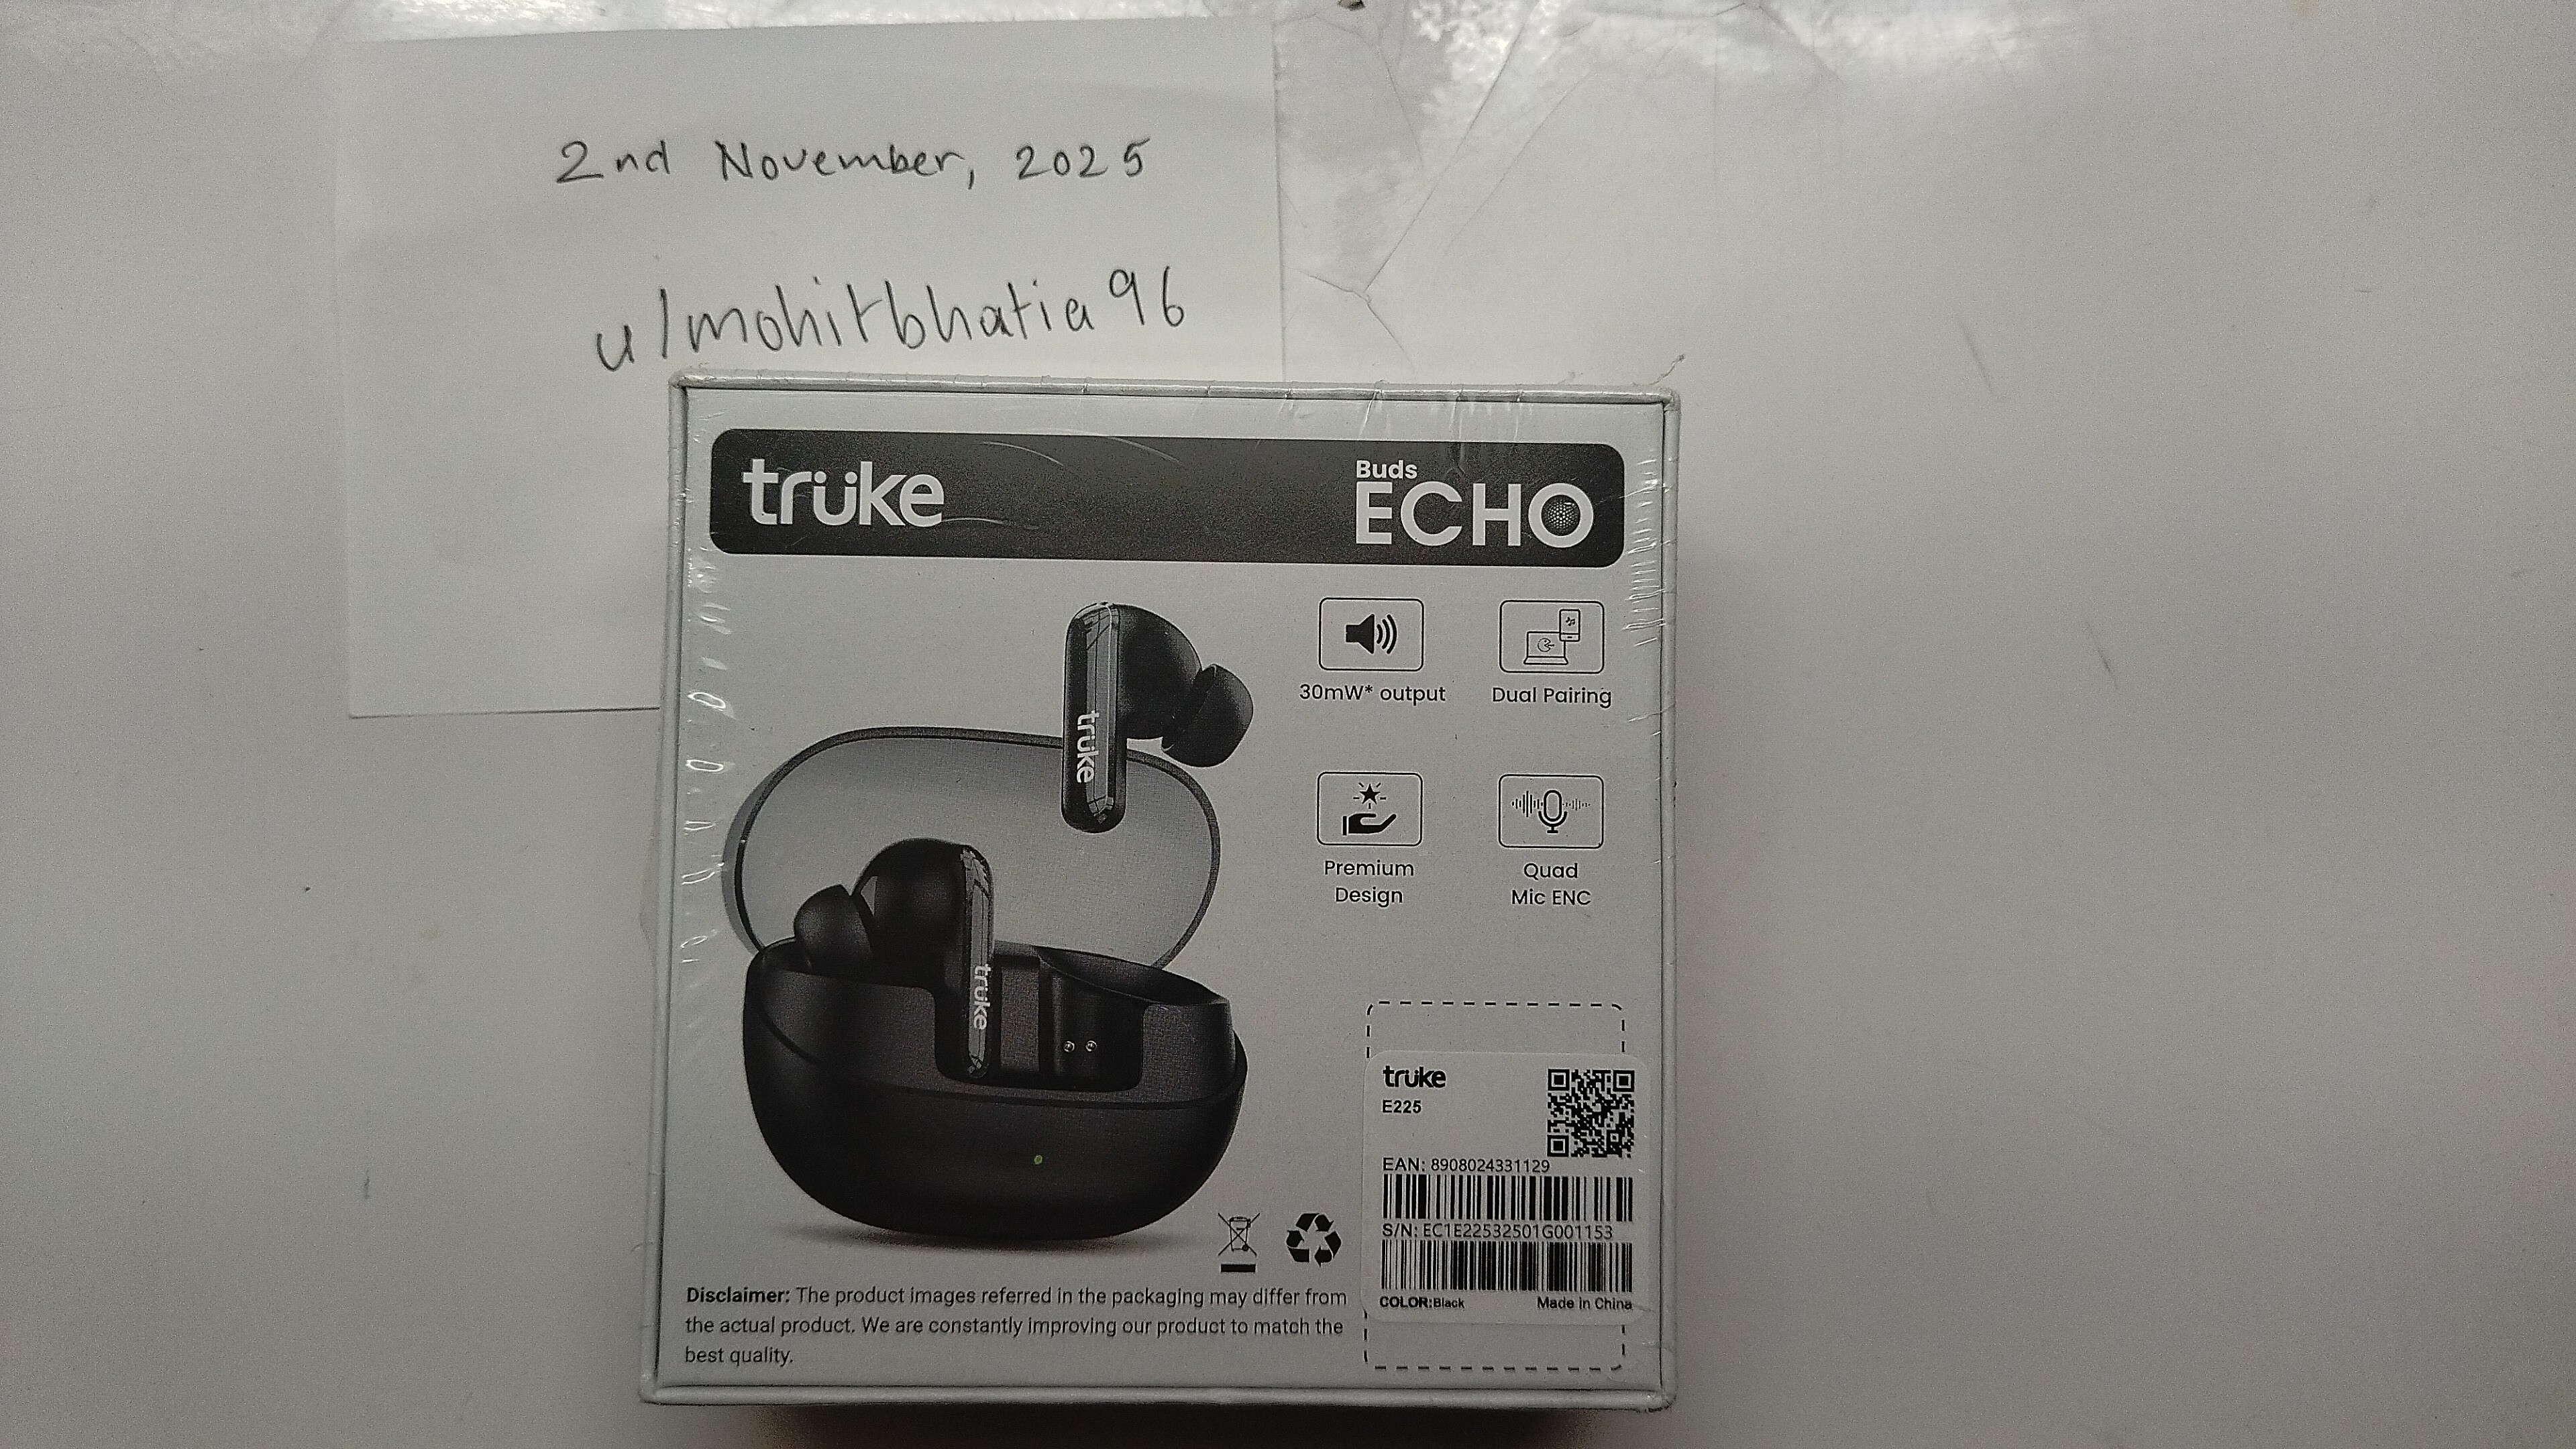 2nd November, 2025
u/mohitbhatia96
truke
Buds
ECHO
30mW* output
Dual Pairing
truke
Premium
Design
Quad
Mic ENC
truke
truke
E225
EAN: 8908024331129
S/N: EC1E22532501G001153
COLOR:Black
Made in China
Disclaimer: The product images referred in the packaging may differ from
the actual product. We are constantly improving our product to match the
best quality.